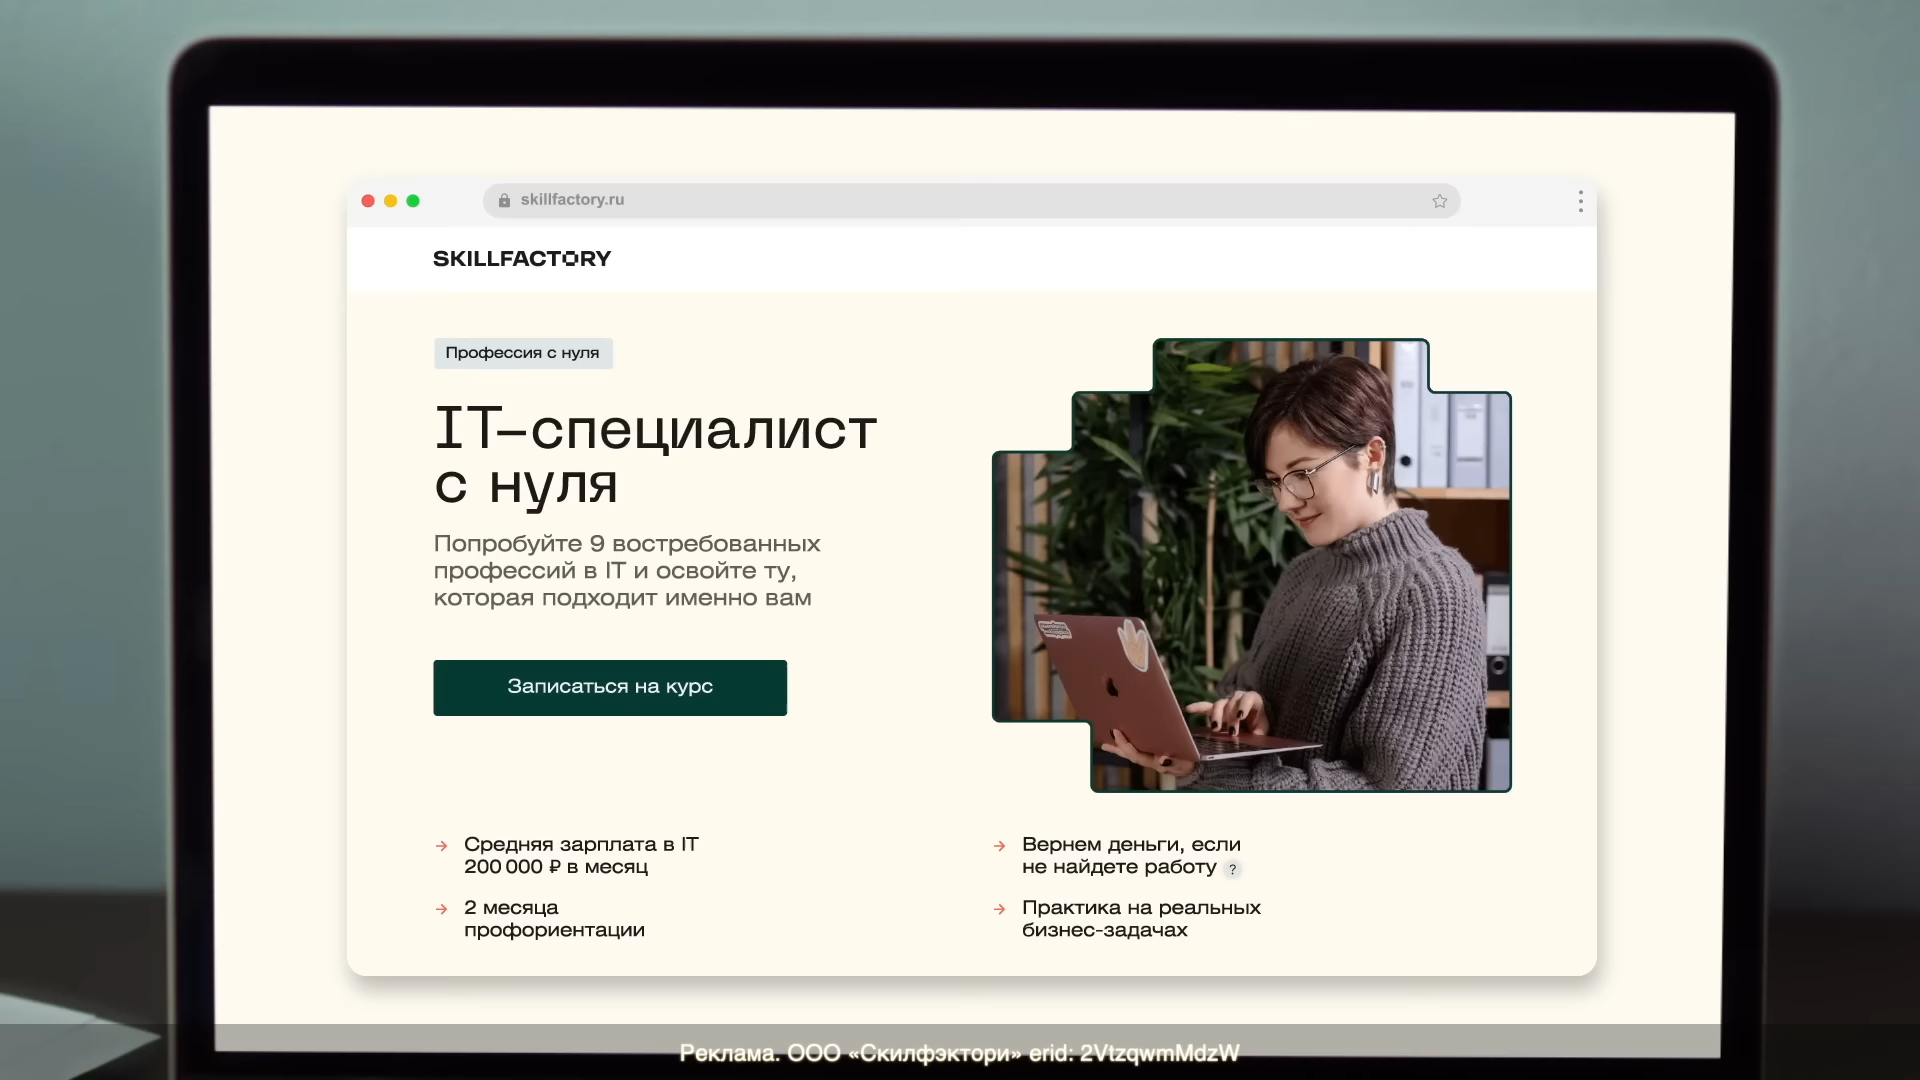 skillfactory.ru
SKILLFACTORY
Профессия с нуля
IT–специалист
с нуля
Попробуйте 9 востребованных
профессий в IT и освойте ту,
которая подходит именно вам
Записаться на курс
Средняя зарплата в IT
200 000 ₽ в месяц
2 месяца
профориентации
Вернем деньги, если
не найдете работу ?
Практика на реальных
бизнес-задачах
Реклама. ООО «Скилфэктори» erid: 2VtzqwmMdzW